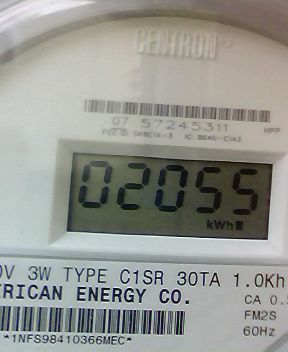 CENTRON®
07 57245311
02055
kWh
0V 3W TYPE C1SR 30TA 1.0Kh
ERICAN ENERGY CO.
CA 0.
FM2S
60Hz
*1NFS98410366MEC*